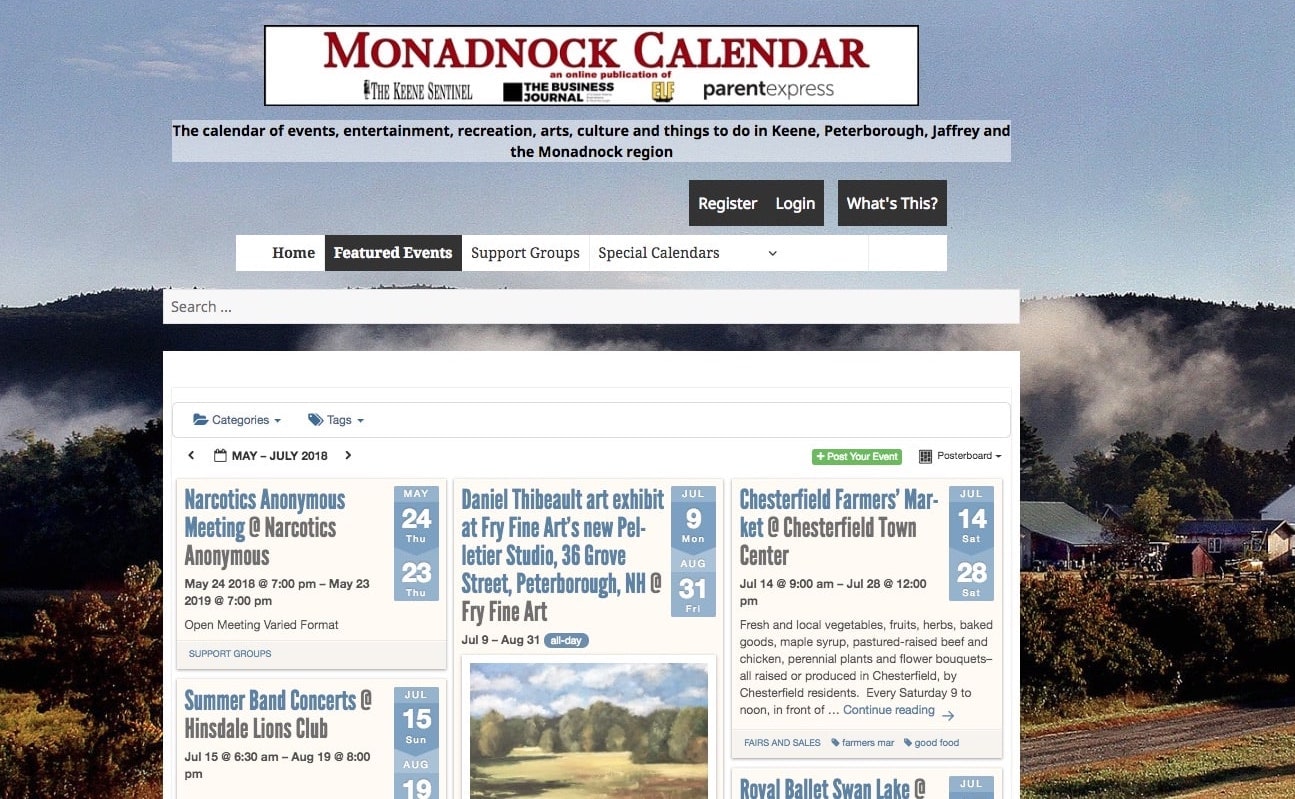 MONADNOCK CALENDAR
an online publication of
THE KEENE SENTINEL
THE BUSINESS JOURNAL
ELF
parentexpress
The calendar of events, entertainment, recreation, arts, culture and things to do in Keene, Peterborough, Jaffrey and
the Monadnock region
Register Login What's This?
Home Featured Events Support Groups Special Calendars
Search ...
Categories Tags
MAY – JULY 2018
+ Post Your Event Posterboard
Narcotics Anonymous
Meeting @ Narcotics
Anonymous
MAY
24
Thu
23
Thu
May 24 2018 @ 7:00 pm – May 23
2019 @ 7:00 pm
Open Meeting Varied Format
SUPPORT GROUPS
Summer Band Concerts @
Hinsdale Lions Club
JUL
15
Sun
AUG
19
Jul 15 @ 6:30 am – Aug 19 @ 8:00
pm
Daniel Thibeault art exhibit
at Fry Fine Art's new Pel-
letier Studio, 36 Grove
Street, Peterborough, NH @
Fry Fine Art
JUL
9
Mon
AUG
31
Fri
Jul 9 – Aug 31 all-day
Chesterfield Farmers' Mar-
ket @ Chesterfield Town
Center
JUL
14
Sat
28
Sat
Jul 14 @ 9:00 am – Jul 28 @ 12:00
pm
Fresh and local vegetables, fruits, herbs, baked
goods, maple syrup, pastured-raised beef and
chicken, perennial plants and flower bouquets–
all raised or produced in Chesterfield, by
Chesterfield residents. Every Saturday 9 to
noon, in front of … Continue reading →
FAIRS AND SALES farmers mar good food
Royal Ballet Swan Lake @
JUL